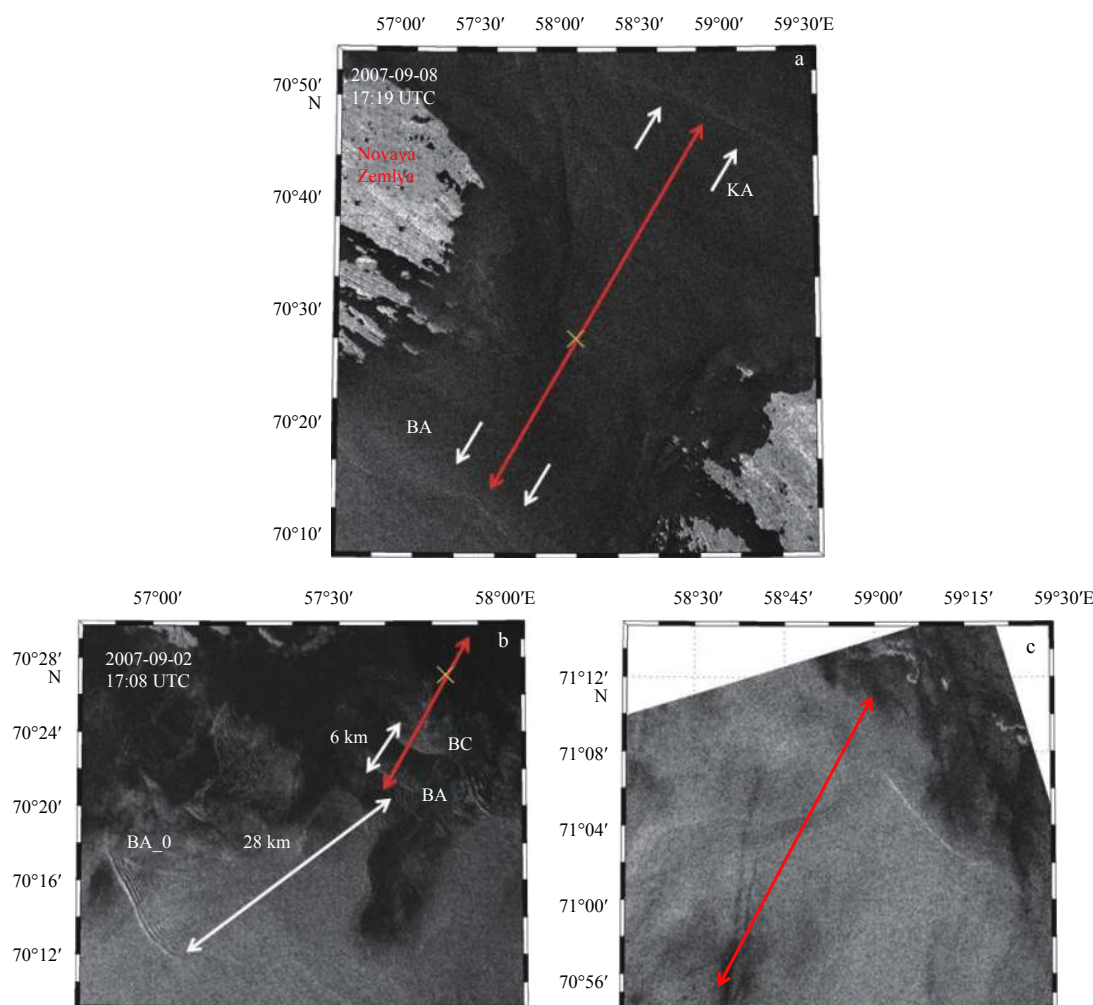 57°00′ 57°30′ 58°00′ 58°30′ 59°00′ 59°30′E
a
2007-09-08
17:19 UTC
70°50′
N
Novaya
Zemlya
70°40′
KA
70°30′
70°20′
BA
70°10′
57°00′ 57°30′ 58°00′E
b
2007-09-02
17:08 UTC
70°28′
N
70°24′
6 km
BC
70°20′
BA
BA_0
28 km
70°16′
70°12′
58°30′ 58°45′ 59°00′ 59°15′ 59°30′E
c
71°12′
N
71°08′
71°04′
71°00′
70°56′